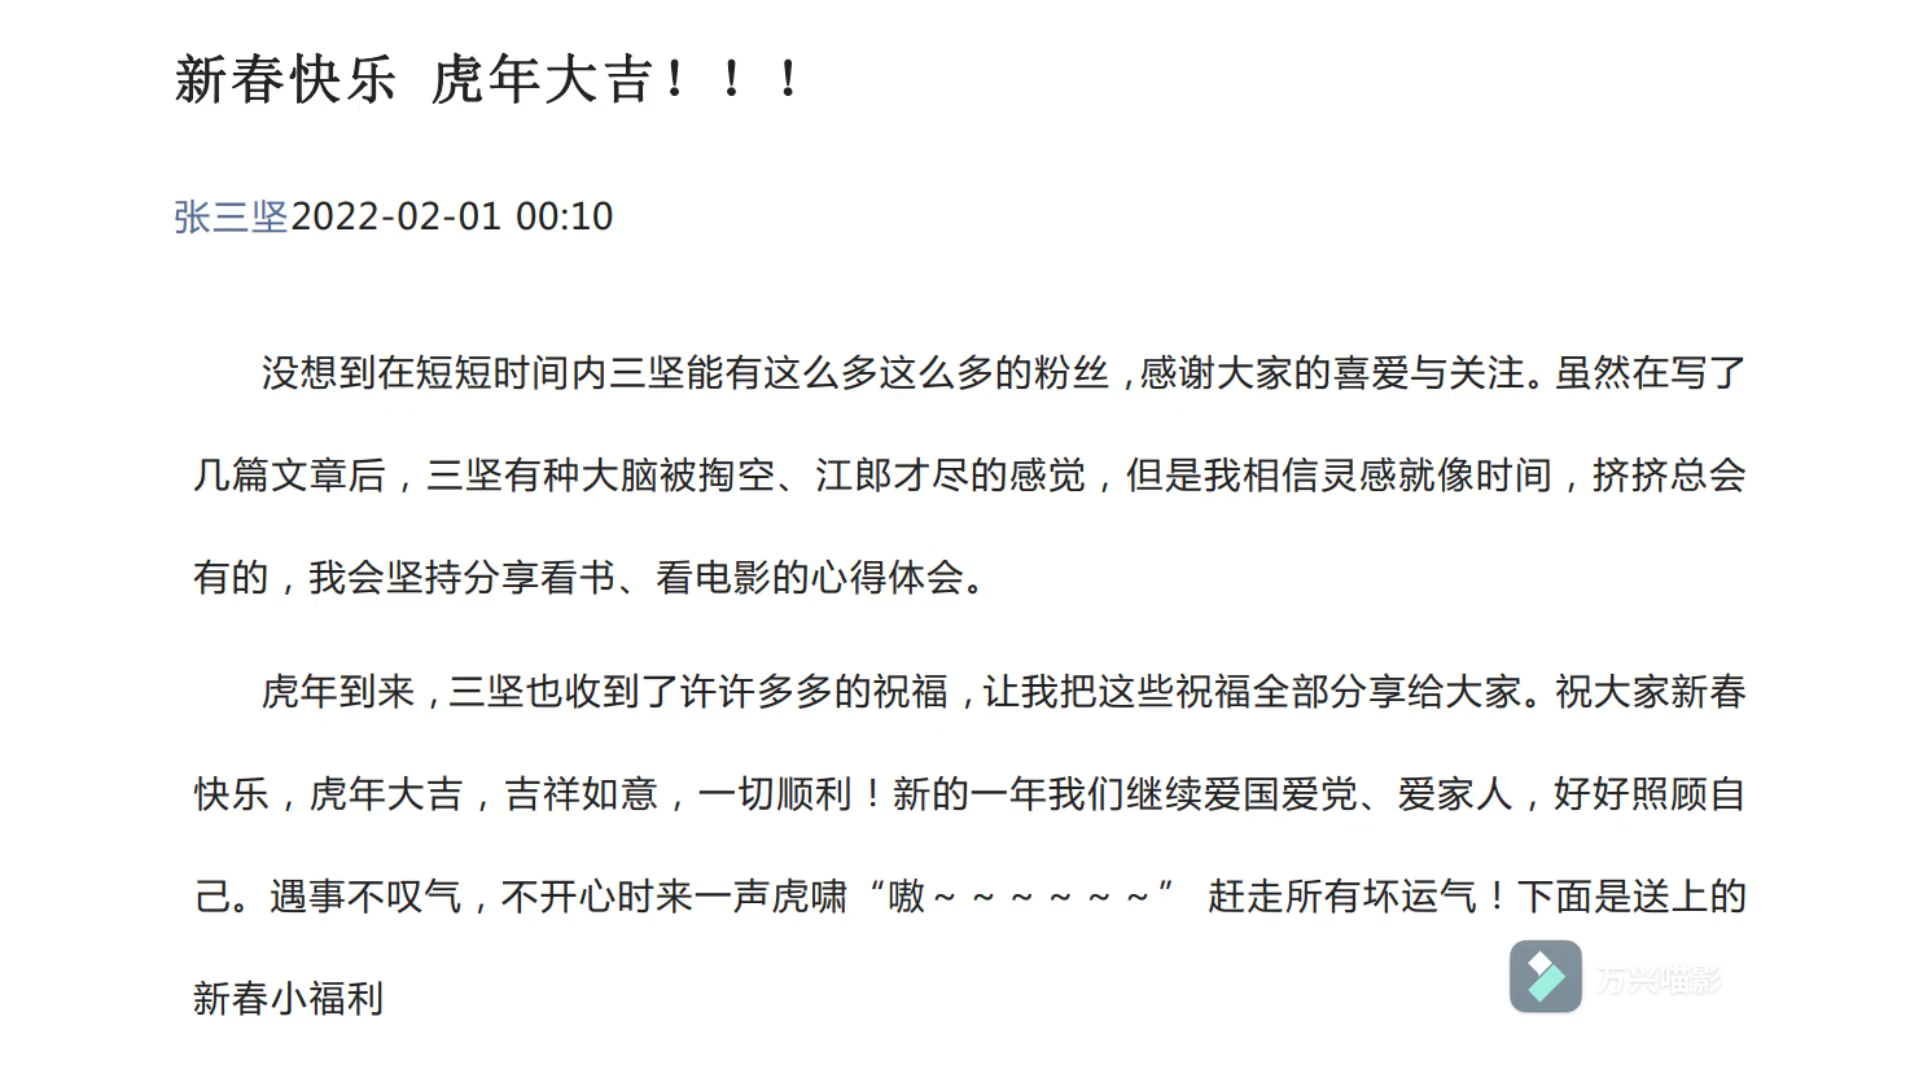 新春快乐 虎年大吉！！！
张三坚2022-02-01 00:10
没想到在短短时间内三坚能有这么多这么多的粉丝，感谢大家的喜爱与关注。虽然在写了
几篇文章后，三坚有种大脑被掏空、江郎才尽的感觉，但是我相信灵感就像时间，挤挤总会
有的，我会坚持分享看书、看电影的心得体会。
虎年到来，三坚也收到了许许多多的祝福，让我把这些祝福全部分享给大家。祝大家新春
快乐，虎年大吉，吉祥如意，一切顺利！新的一年我们继续爱国爱党、爱家人，好好照顾自
己。遇事不叹气，不开心时来一声虎啸“嗷～～～～～～” 赶走所有坏运气！下面是送上的
新春小福利
万兴喵影